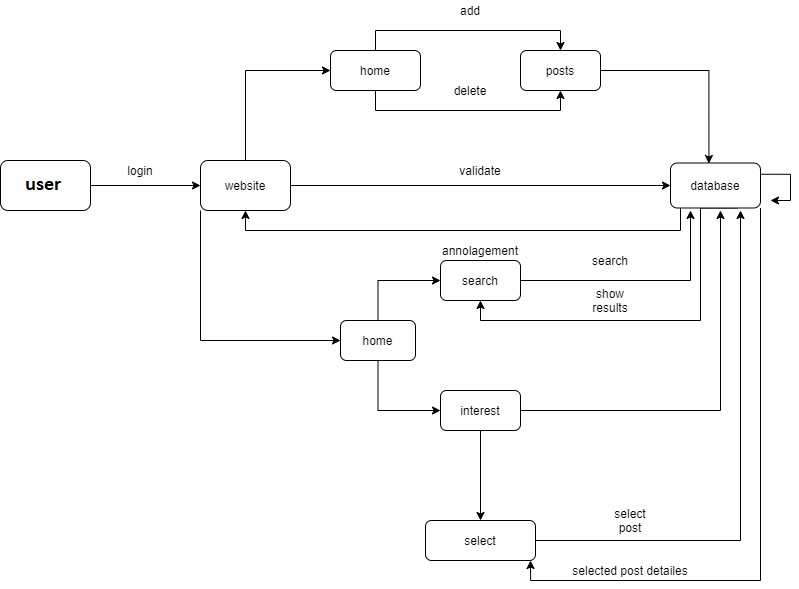 add
home
posts
delete
login
validate
user
website
database
annolagement
search
search
show
results
home
interest
select
post
select
selected post detailes